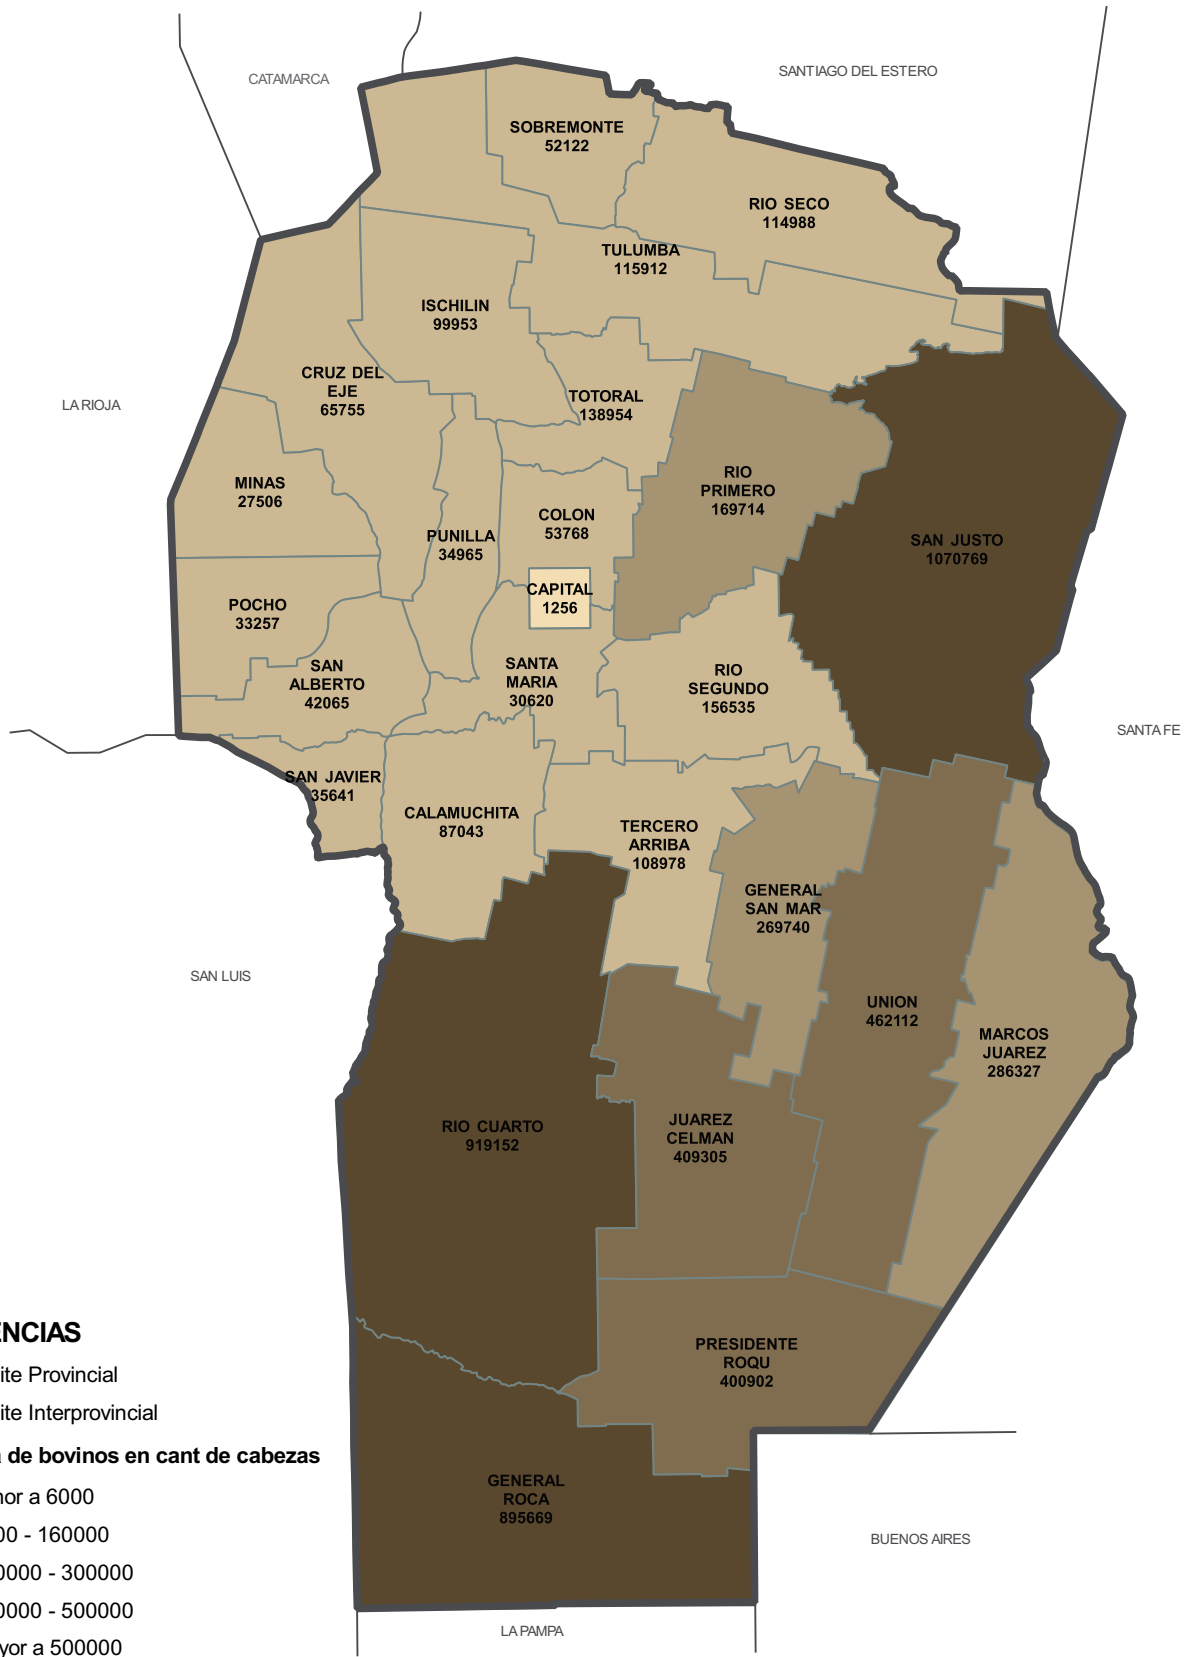 CATAMARCA
SANTIAGO DEL ESTERO
SOBREMONTE
52122
RIO SECO
114988
TULUMBA
115912
ISCHILIN
99953
CRUZ DEL
EJE
65755
TOTORAL
138954
LA RIOJA
MINAS
27506
RIO
PRIMERO
169714
COLON
53768
PUNILLA
34965
SAN JUSTO
1070769
CAPITAL
1256
POCHO
33257
SAN
ALBERTO
42065
SANTA
MARIA
30620
RIO
SEGUNDO
156535
SANTA FE
SAN JAVIER
35641
CALAMUCHITA
87043
TERCERO
ARRIBA
108978
GENERAL
SAN MAR
269740
SAN LUIS
UNION
462112
MARCOS
JUAREZ
286327
RIO CUARTO
919152
JUAREZ
CELMAN
409305
PRESIDENTE
ROQU
400902
GENERAL
ROCA
895669
BUENOS AIRES
LA PAMPA
ENCIAS
ite Provincial
ite Interprovincial
de bovinos en cant de cabezas
or a 6000
00 - 160000
0000 - 300000
0000 - 500000
yor a 500000